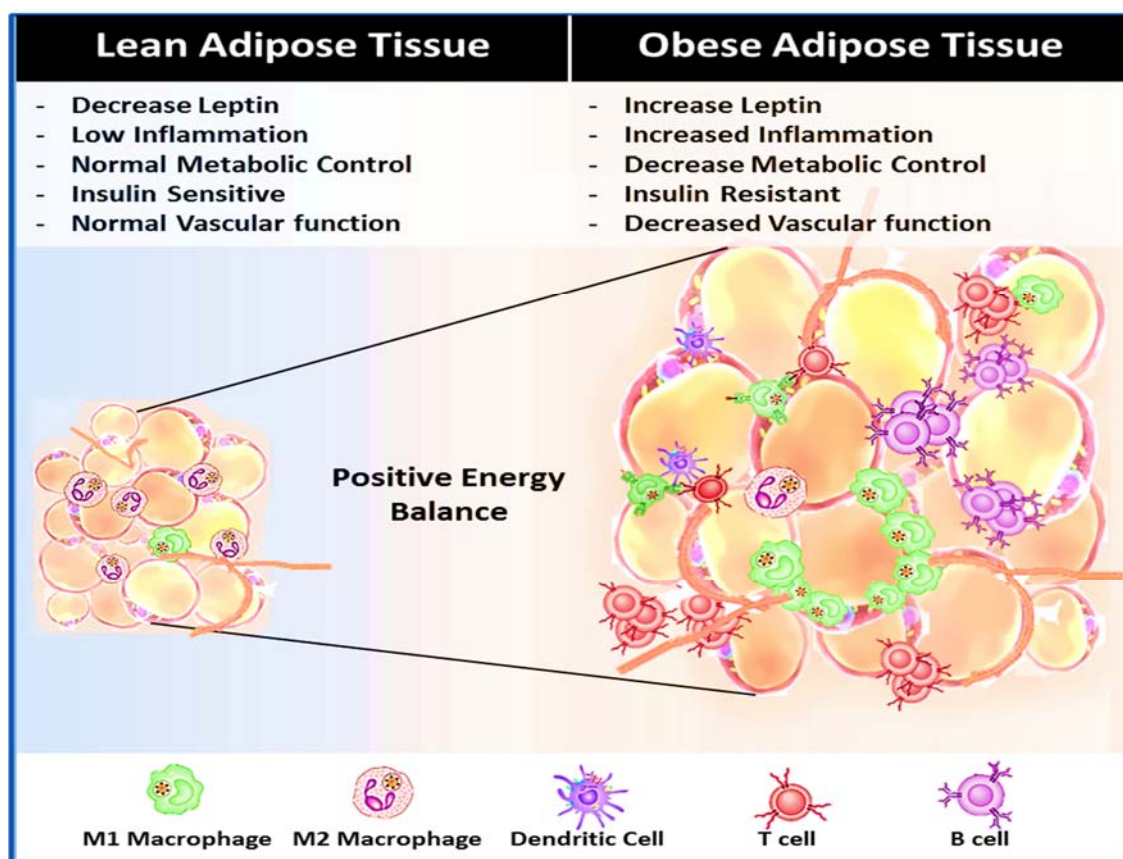 Lean Adipose Tissue
Obese Adipose Tissue
- Decrease Leptin
- Low Inflammation
- Normal Metabolic Control
- Insulin Sensitive
- Normal Vascular function
- Increase Leptin
- Increased Inflammation
- Decrease Metabolic Control
- Insulin Resistant
- Decreased Vascular function
Positive Energy
Balance
M1 Macrophage
M2 Macrophage
Dendritic Cell
T cell
B cell